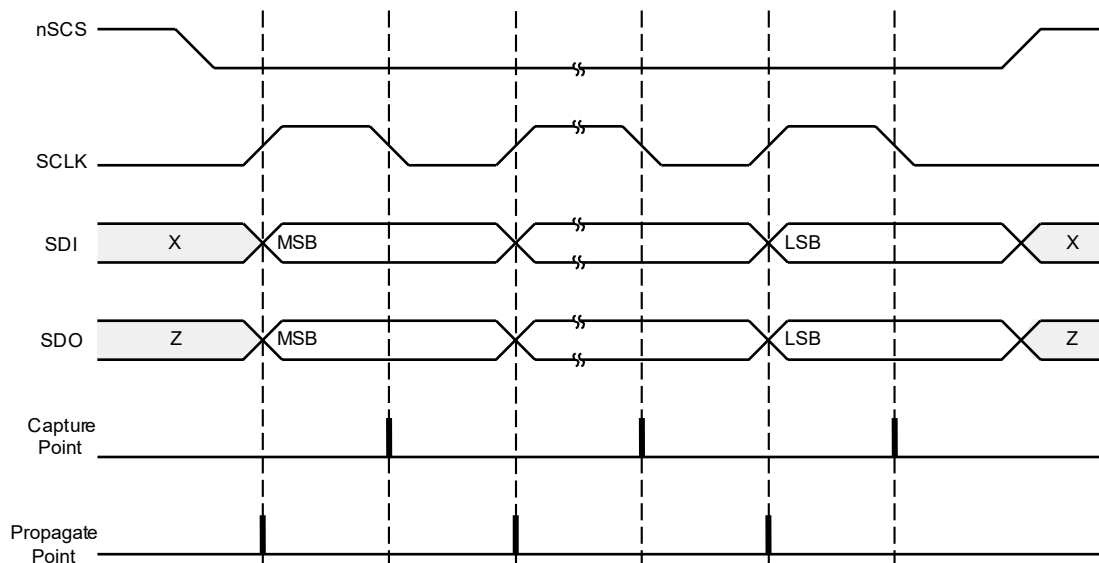 nSCS
SCLK
SDI
X
MSB
LSB
X
SDO
Z
MSB
LSB
Z
Capture
Point
Propagate
Point